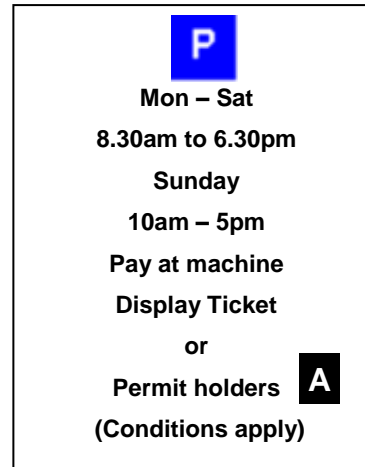 P
Mon – Sat
8.30am to 6.30pm
Sunday
10am – 5pm
Pay at machine
Display Ticket
or
Permit holders A
(Conditions apply)